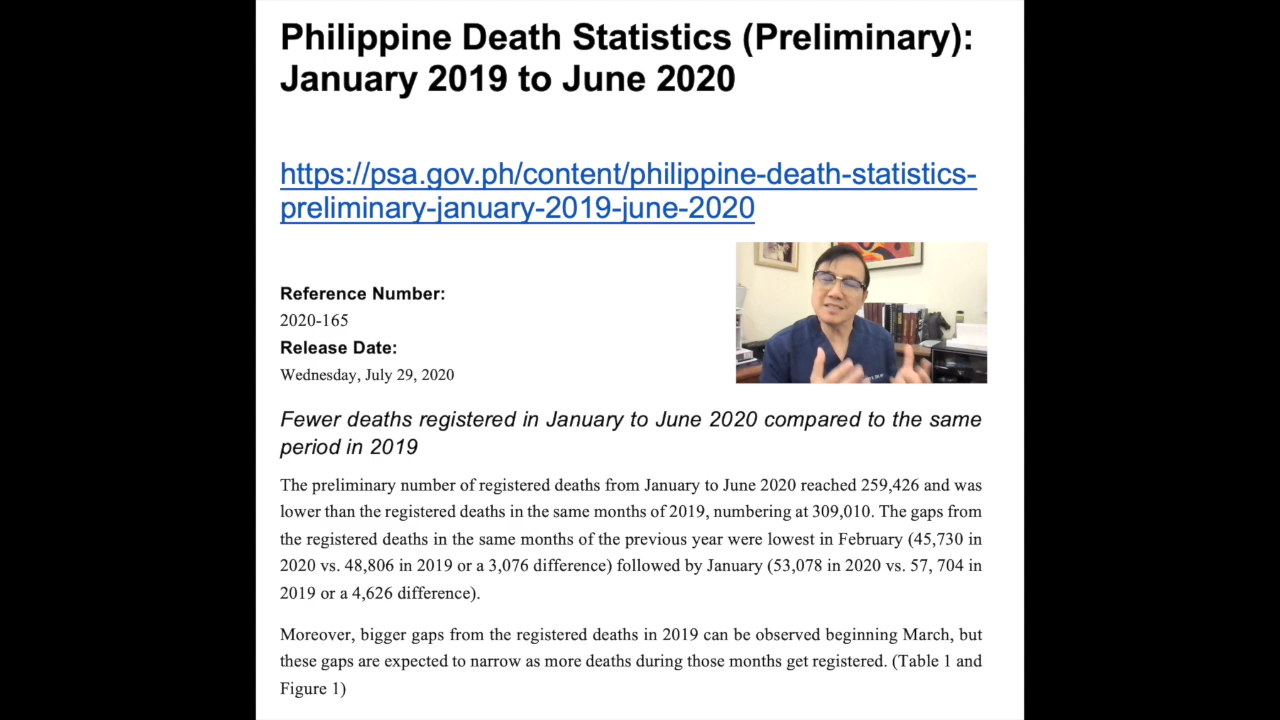 Philippine Death Statistics (Preliminary):
January 2019 to June 2020
https://psa.gov.ph/content/philippine-death-statistics-
preliminary-january-2019-june-2020
Reference Number:
2020-165
Release Date:
Wednesday, July 29, 2020
Fewer deaths registered in January to June 2020 compared to the same
period in 2019
The preliminary number of registered deaths from January to June 2020 reached 259,426 and was
lower than the registered deaths in the same months of 2019, numbering at 309,010. The gaps from
the registered deaths in the same months of the previous year were lowest in February (45,730 in
2020 vs. 48,806 in 2019 or a 3,076 difference) followed by January (53,078 in 2020 vs. 57, 704 in
2019 or a 4,626 difference).
Moreover, bigger gaps from the registered deaths in 2019 can be observed beginning March, but
these gaps are expected to narrow as more deaths during those months get registered. (Table 1 and
Figure 1)